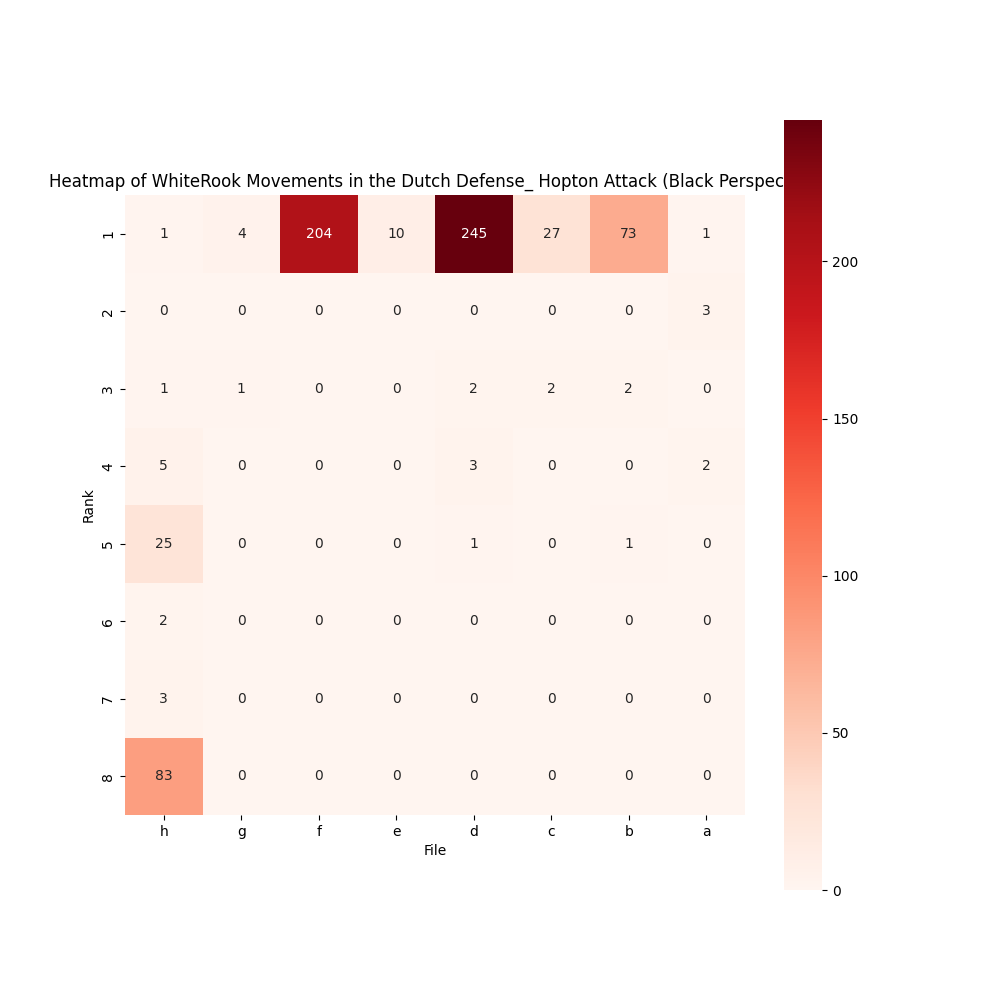 Heatmap of WhiteRook Movements in the Dutch Defense_ Hopton Attack (Black Perspec
1 1 4 204 10 245 27 73 1
2 0 0 0 0 0 0 0 3
3 1 1 0 0 2 2 2 0
4 5 0 0 0 3 0 0 2
5 25 0 0 0 1 0 1 0
6 2 0 0 0 0 0 0 0
7 3 0 0 0 0 0 0 0
8 83 0 0 0 0 0 0 0
h g f e d c b a
File
Rank
200
150
100
50
0